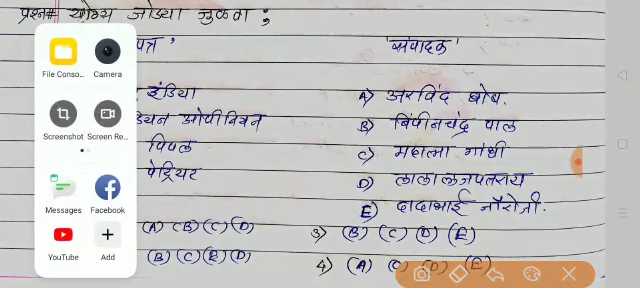 प्रश्न# योग्य जोड्या जुळवा ;
पत्र ' 'संपादक'
इंडिया A) अरविंद घोष.
डियन ओपीनियन B) बिपीनचंद्र पाल
पिपल C) महात्मा गांधी
पेट्रियट D) लाला लजपतराय
E) दादाभाई नौरोजी.
(A) (B) (C) (D) 3) (B) (C) (D) (E)
(B) (C) (E) (D) 4) (A) (C) (D) (E)
File Conso...
Camera
Screenshot
Screen Re...
Messages
Facebook
YouTube
Add